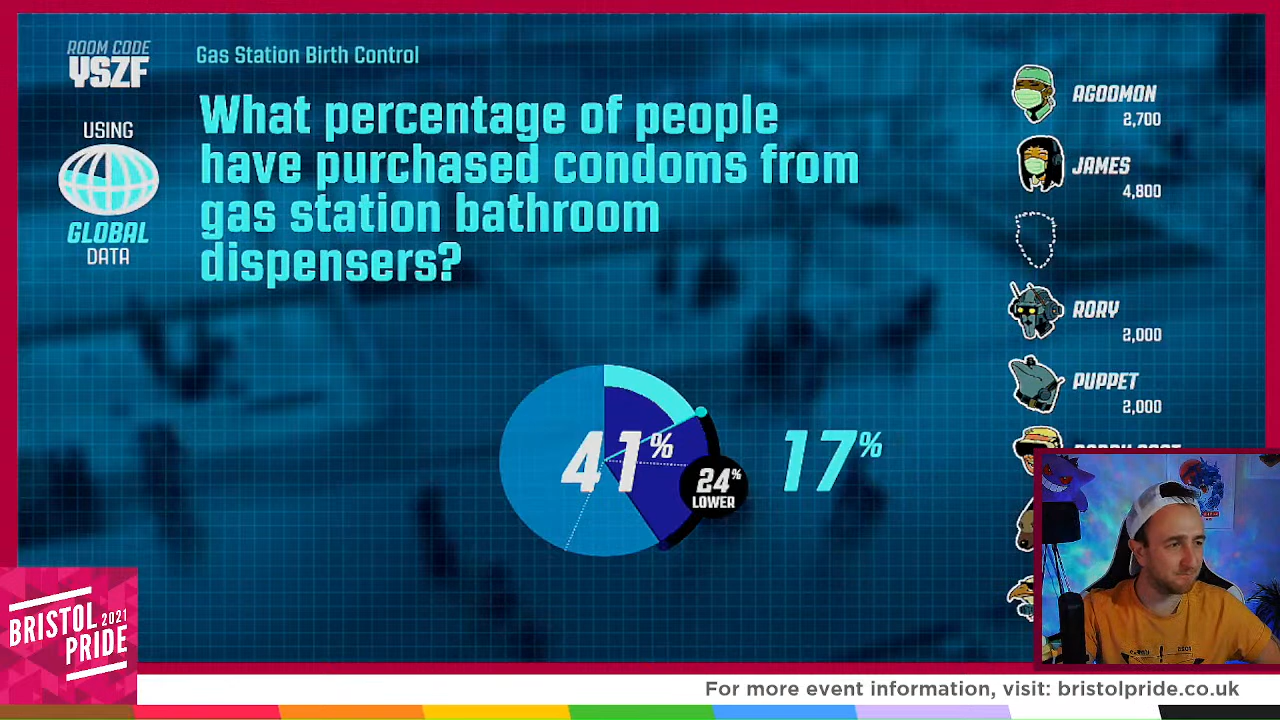 ROOM CODE
YSZF
USING
GLOBAL
DATA
Gas Station Birth Control
What percentage of people
have purchased condoms from
gas station bathroom
dispensers?
41%
24%
LOWER
17%
AGOOMON
2,700
JAMES
4,800
RORY
2,000
PUPPET
2,000
BRISTOL 2021
PRIDE
For more event information, visit: bristolpride.co.uk